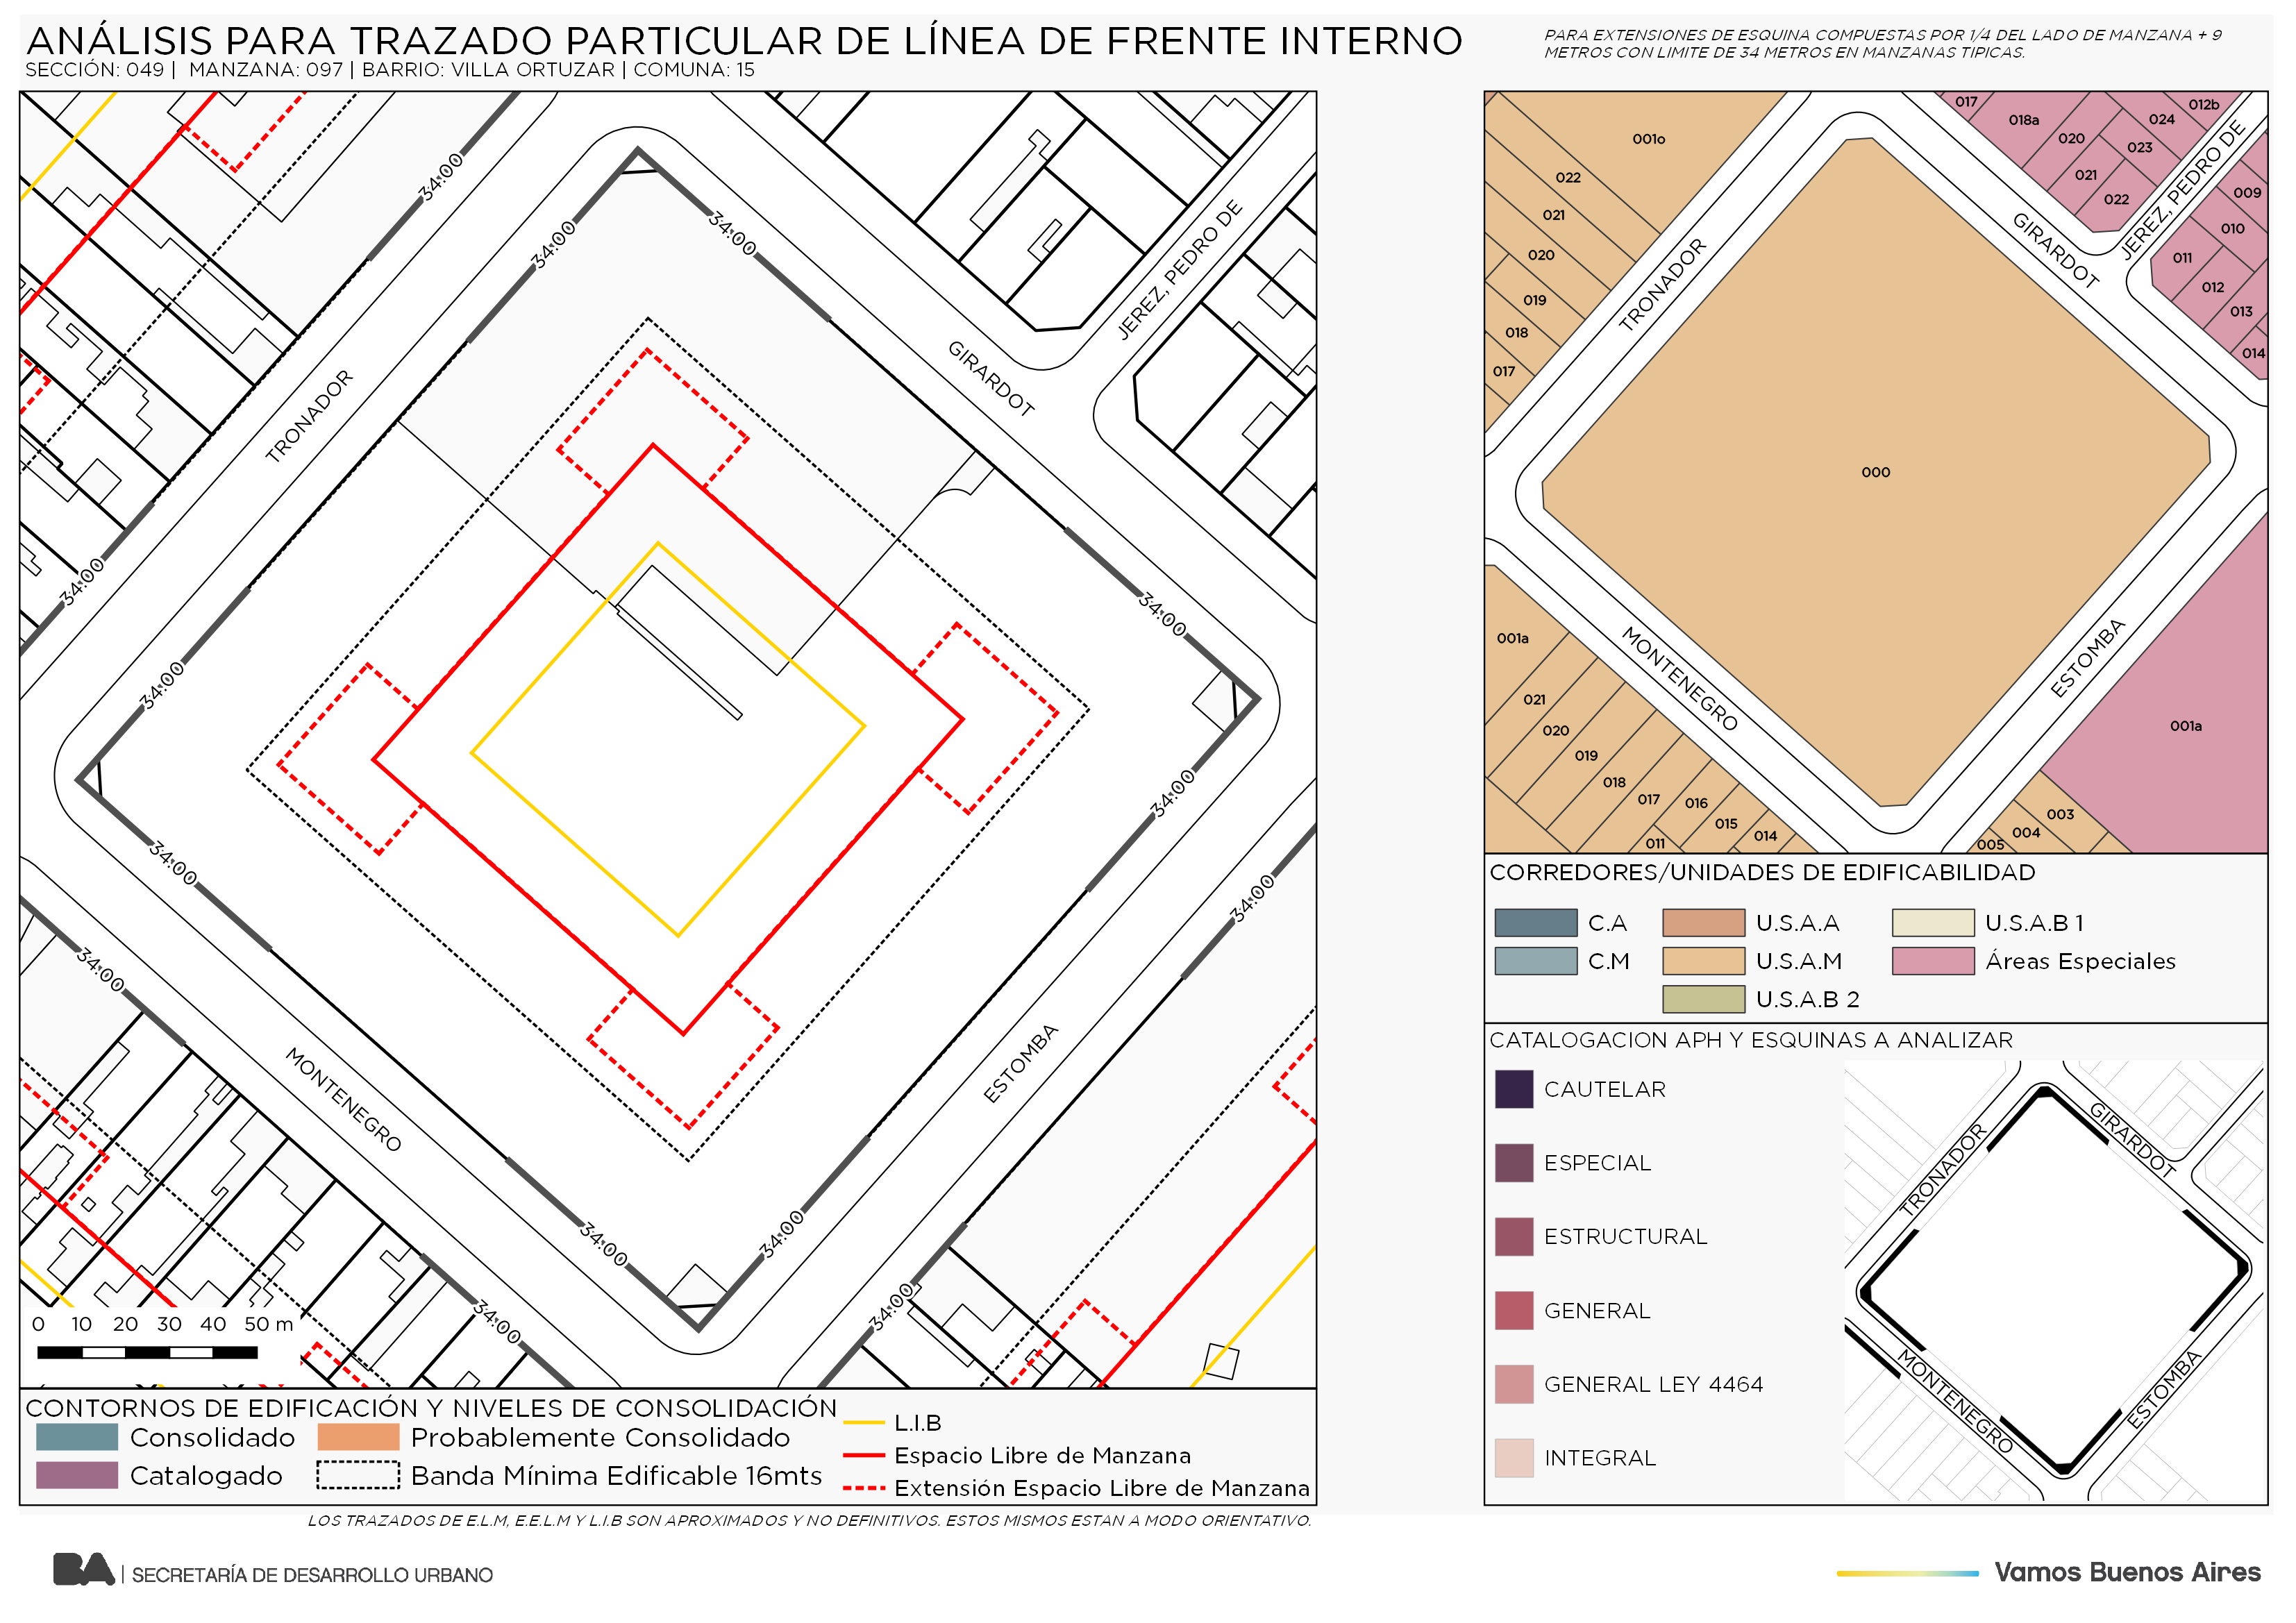 ANÁLISIS PARA TRAZADO PARTICULAR DE LÍNEA DE FRENTE INTERNO
SECCIÓN: 049 | MANZANA: 097 | BARRIO: VILLA ORTUZAR | COMUNA: 15
PARA EXTENSIONES DE ESQUINA COMPUESTAS POR 1/4 DEL LADO DE MANZANA + 9
METROS CON LIMITE DE 34 METROS EN MANZANAS TIPICAS.
34:00
34:00
34:00
JEREZ, PEDRO DE
GIRARDOT
TRONADOR
34:00
34:00
34:00
34:00
34:00
34:00
34:00
34:00
MONTENEGRO
ESTOMBA
34:00
34:00
34:00
34:00
0 10 20 30 40 50 m
CONTORNOS DE EDIFICACIÓN Y NIVELES DE CONSOLIDACIÓN
Consolidado
Probablemente Consolidado
Catalogado
Banda Mínima Edificable 16mts
L.I.B
Espacio Libre de Manzana
Extensión Espacio Libre de Manzana
LOS TRAZADOS DE E.L.M, E.E.L.M Y L.I.B SON APROXIMADOS Y NO DEFINITIVOS. ESTOS MISMOS ESTAN A MODO ORIENTATIVO.
001o
022
021
020
019
018
017
017
018a
020
021
022
023
024
012b
JEREZ, PEDRO DE
009
010
011
012
013
014
TRONADOR
GIRARDOT
000
MONTENEGRO
ESTOMBA
001a
021
020
019
018
017
016
015
014
011
001a
003
004
005
CORREDORES/UNIDADES DE EDIFICABILIDAD
C.A
U.S.A.A
U.S.A.B 1
C.M
U.S.A.M
Áreas Especiales
U.S.A.B 2
CATALOGACION APH Y ESQUINAS A ANALIZAR
CAUTELAR
ESPECIAL
ESTRUCTURAL
GENERAL
GENERAL LEY 4464
INTEGRAL
TRONADOR
GIRARDOT
MONTENEGRO
ESTOMBA
BA | SECRETARÍA DE DESARROLLO URBANO
Vamos Buenos Aires